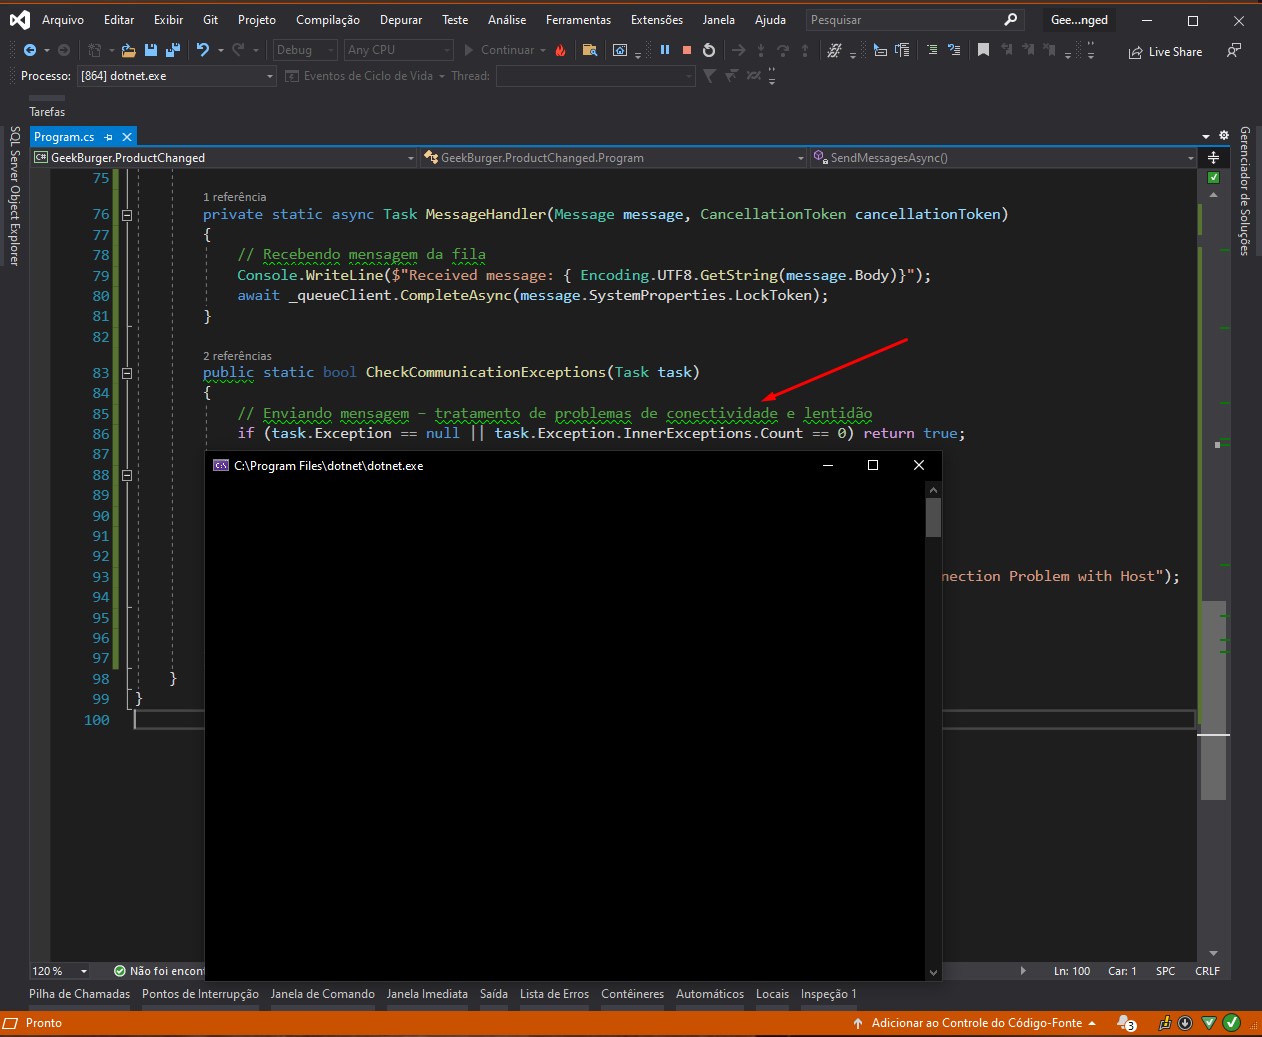 Arquivo Editar Exibir Git Projeto Compilação Depurar Teste Análise Ferramentas Extensões Janela Ajuda Pesquisar Gee...nged
Debug Any CPU Continuar Live Share
Processo: [864] dotnet.exe Eventos de Ciclo de Vida Thread:
Tarefas
SQL Server Object Explorer
Gerenciador de Soluções
Program.cs
C# GeekBurger.ProductChanged GeekBurger.ProductChanged.Program SendMessagesAsync()
75
1 referência
76 private static async Task MessageHandler(Message message, CancellationToken cancellationToken)
77 {
78 // Recebendo mensagem da fila
79 Console.WriteLine($"Received message: { Encoding.UTF8.GetString(message.Body)}");
80 await _queueClient.CompleteAsync(message.SystemProperties.LockToken);
81 }
82
2 referências
83 public static bool CheckCommunicationExceptions(Task task)
84 {
85 // Enviando mensagem - tratamento de problemas de conectividade e lentidão
86 if (task.Exception == null || task.Exception.InnerExceptions.Count == 0) return true;
87
C:\Program Files\dotnet\dotnet.exe
88
89
90
91
92
93 nection Problem with Host");
94
95
96
97
98 }
99 }
100
120 % Não foi encon Ln: 100 Car: 1 SPC CRLF
Pilha de Chamadas Pontos de Interrupção Janela de Comando Janela Imediata Saída Lista de Erros Contêineres Automáticos Locais Inspeção 1
Pronto Adicionar ao Controle do Código-Fonte 3